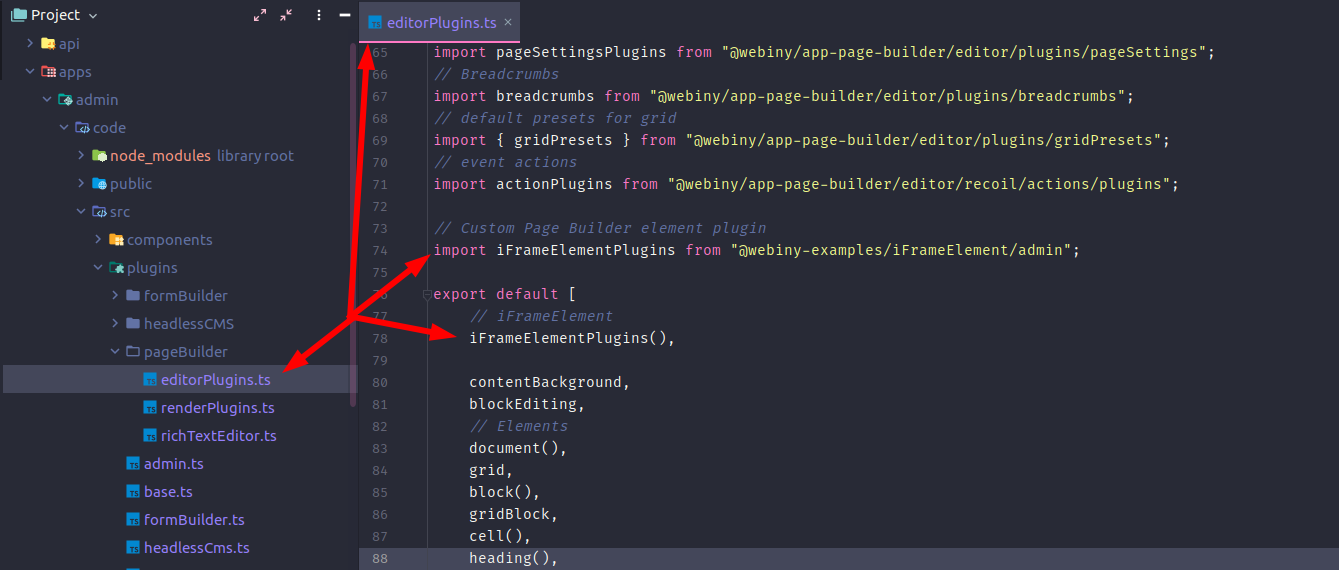 Project
api
apps
admin
code
node_modules library root
public
src
components
plugins
formBuilder
headlessCMS
pageBuilder
editorPlugins.ts
renderPlugins.ts
richTextEditor.ts
admin.ts
base.ts
formBuilder.ts
headlessCms.ts
editorPlugins.ts ×
65 import pageSettingsPlugins from "@webiny/app-page-builder/editor/plugins/pageSettings";
66 // Breadcrumbs
67 import breadcrumbs from "@webiny/app-page-builder/editor/plugins/breadcrumbs";
68 // default presets for grid
69 import { gridPresets } from "@webiny/app-page-builder/editor/plugins/gridPresets";
70 // event actions
71 import actionPlugins from "@webiny/app-page-builder/editor/recoil/actions/plugins";
72
73 // Custom Page Builder element plugin
74 import iFrameElementPlugins from "@webiny-examples/iFrameElement/admin";
75
76 export default [
77 // iFrameElement
78 iFrameElementPlugins(),
79
80 contentBackground,
81 blockEditing,
82 // Elements
83 document(),
84 grid,
85 block(),
86 gridBlock,
87 cell(),
88 heading(),